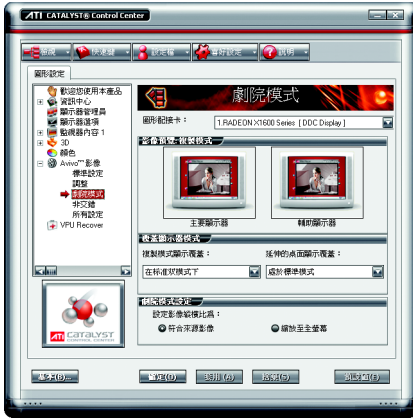 ATI CATALYST® Control Center
檢視
快速鍵
設定檔
喜好設定
說明
圖形設定
歡迎您使用本產品
資訊中心
顯示器管理員
顯示器選項
監視器內容 1
3D
顏色
Avivo™ 影像
標準設定
調整
劇院模式
非交錯
所有設定
VPU Recover
ATI CATALYST
CONTROL CENTER
劇院模式
圖形配接卡：
1.RADEON X1600 Series [ DDC Display ]
影像預覽:複製模式
主要顯示器
輔助顯示器
覆蓋顯示器模式
複製模式顯示覆蓋：
延伸的桌面顯示覆蓋：
在标准双模式下
處於標準模式
劇院模式設定
設定影像縱橫比為：
符合來源影像
縮放至全螢幕
基本(B)...
確定(O)
套用 (A)
預設值(F)